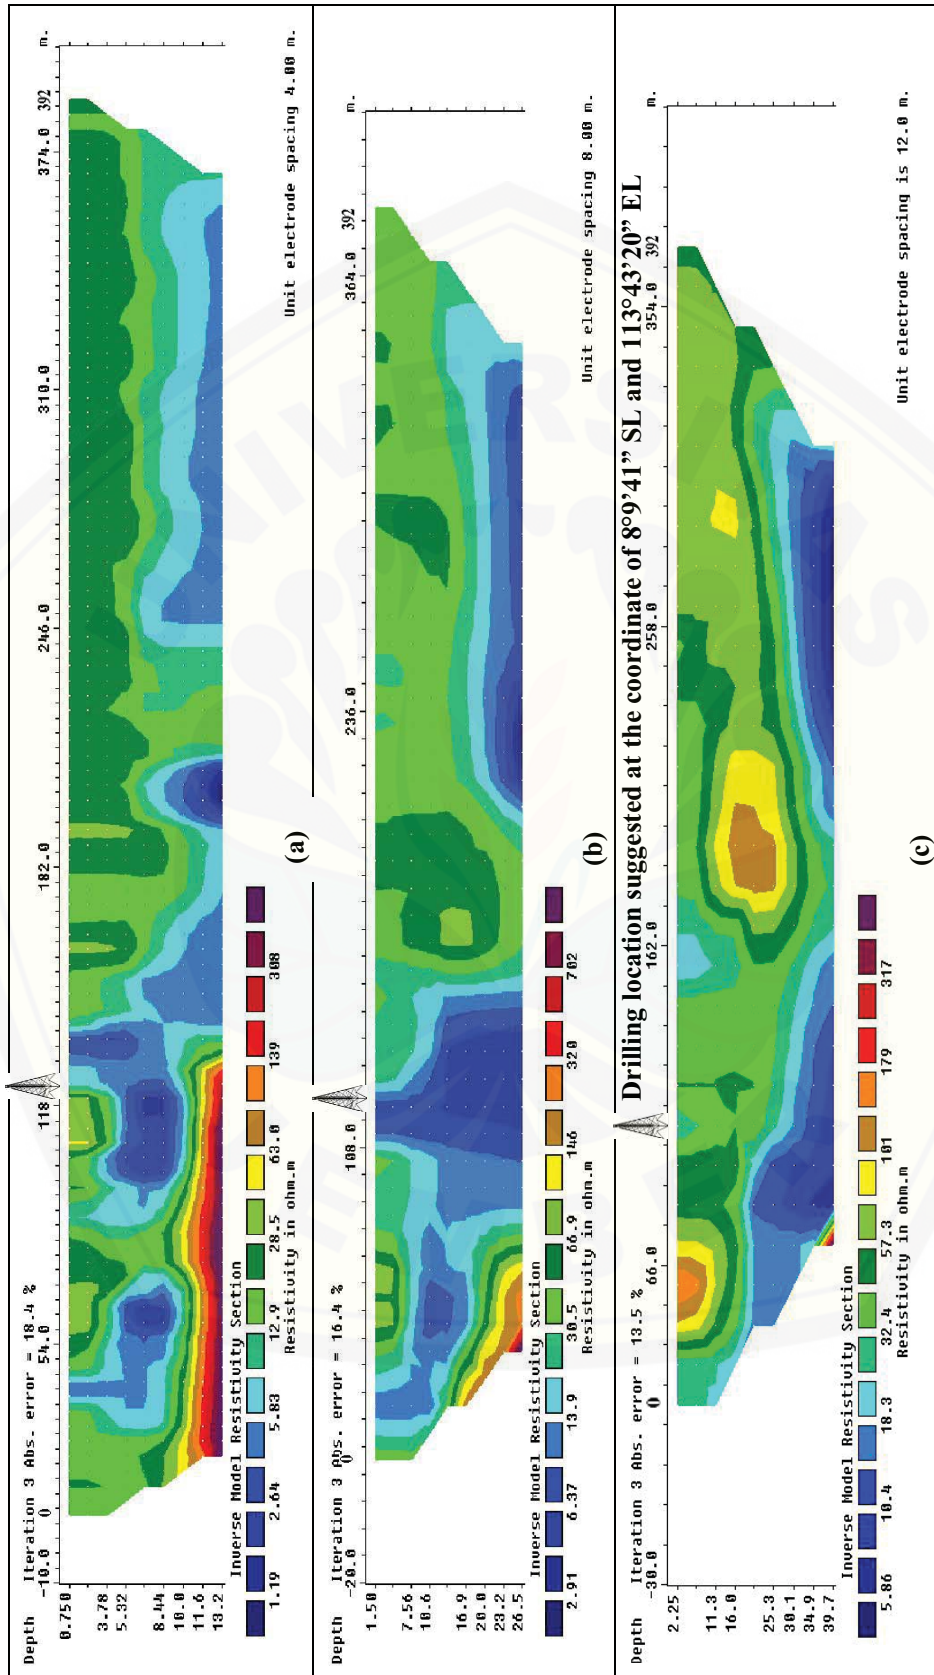 Depth Iteration 3 Abs. error = 18.4 %
-10.0 0 54.0 118 182.0 246.0 310.0 374.0 392 m.
0.750
3.78
5.32
8.44
10.0
11.6
13.2
Inverse Model Resistivity Section
1.19 2.64 5.83 12.9 28.5 63.0 139 308
Resistivity in ohm.m
Unit electrode spacing 4.00 m.
(a)
Depth Iteration 3 Abs. error = 16.4 %
-20.0 0 108.0 236.0 364.0 392 m.
1.50
7.56
10.6
16.9
20.0
23.2
26.5
Inverse Model Resistivity Section
2.91 6.37 13.9 30.5 66.9 146 320 702
Resistivity in ohm.m
Unit electrode spacing 8.00 m.
(b)
Drilling location suggested at the coordinate of 8°9'41" SL and 113°43'20" EL
Depth Iteration 3 Abs. error = 13.5 %
-30.0 0 66.0 162.0 258.0 354.0 392 m.
2.25
11.3
16.0
25.3
30.1
34.9
39.7
Inverse Model Resistivity Section
5.86 10.4 18.3 32.4 57.3 101 179 317
Resistivity in ohm.m
Unit electrode spacing is 12.0 m.
(c)